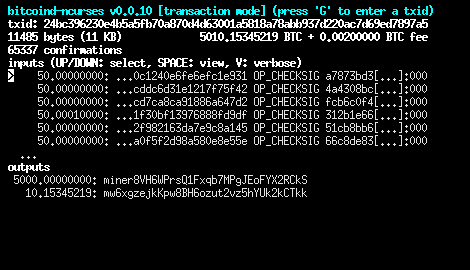 bitcoind-ncurses v0.0.10 [transaction mode] (press 'G' to enter a txid)
txid: 24bc396230e4b5a5fb70a870d4d63001a5818a78abb937d220ac7d69ed7897a5
11485 bytes (11 KB) 5010.15345219 BTC + 0.00200000 BTC fee
65337 confirmations
inputs (UP/DOWN: select, SPACE: view, V: verbose)
> 50.00000000: ...0c1240e6fe6efc1e931 OP_CHECKSIG a7873bd3[...]:000
50.00000000: ...cddc6d31e1217f75f42 OP_CHECKSIG 4a4308bc[...]:000
50.00000000: ...cd7ca8ca91886a647d2 OP_CHECKSIG fcb6c0f4[...]:000
50.00010000: ...1f30bf13976888fd9df OP_CHECKSIG 312b1e66[...]:000
50.00000000: ...2f982163da7e9c8a145 OP_CHECKSIG 51cb8bb6[...]:000
50.00000000: ...a0f5f2d98a580e8e55e OP_CHECKSIG 66c8de83[...]:000
...
outputs
5000.00000000: miner8VH6WPrsQ1Fxqb7MPgJEoFYX2RCkS
10.15345219: mw6xgzejkKpw8BH6ozut2vz5hYUk2kCTkk